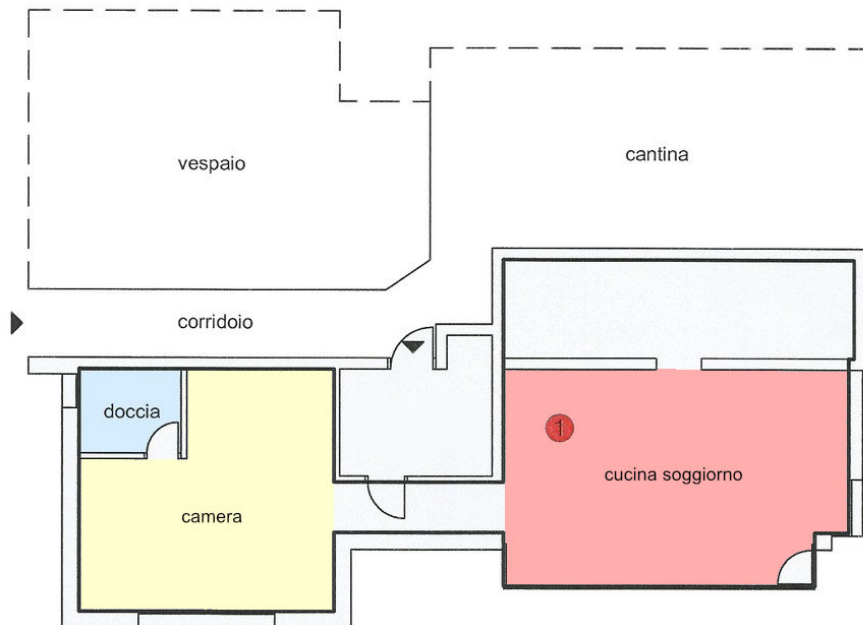 vespaio
cantina
corridoio
doccia
1
cucina soggiorno
camera